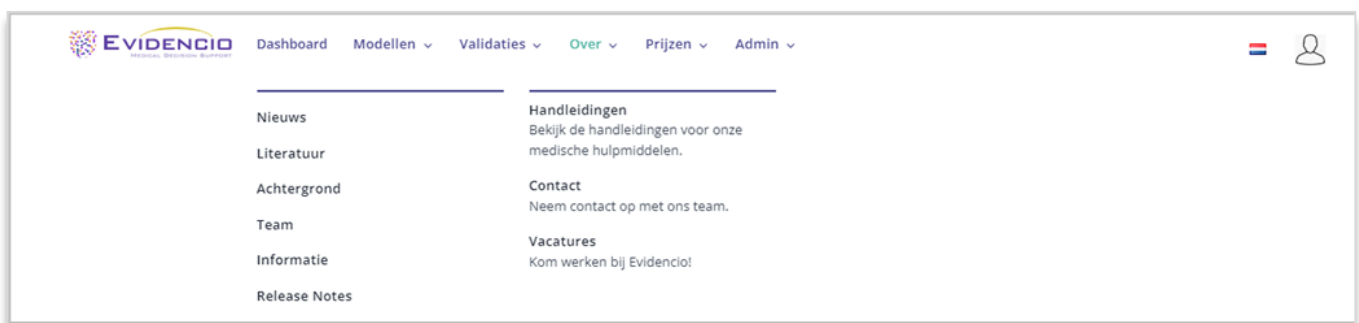 EVIDENCIO
MEDICAL DECISION SUPPORT
Dashboard Modellen Validaties Over Prijzen Admin
Nieuws
Literatuur
Achtergrond
Team
Informatie
Release Notes
Handleidingen
Bekijk de handleidingen voor onze
medische hulpmiddelen.
Contact
Neem contact op met ons team.
Vacatures
Kom werken bij Evidencio!